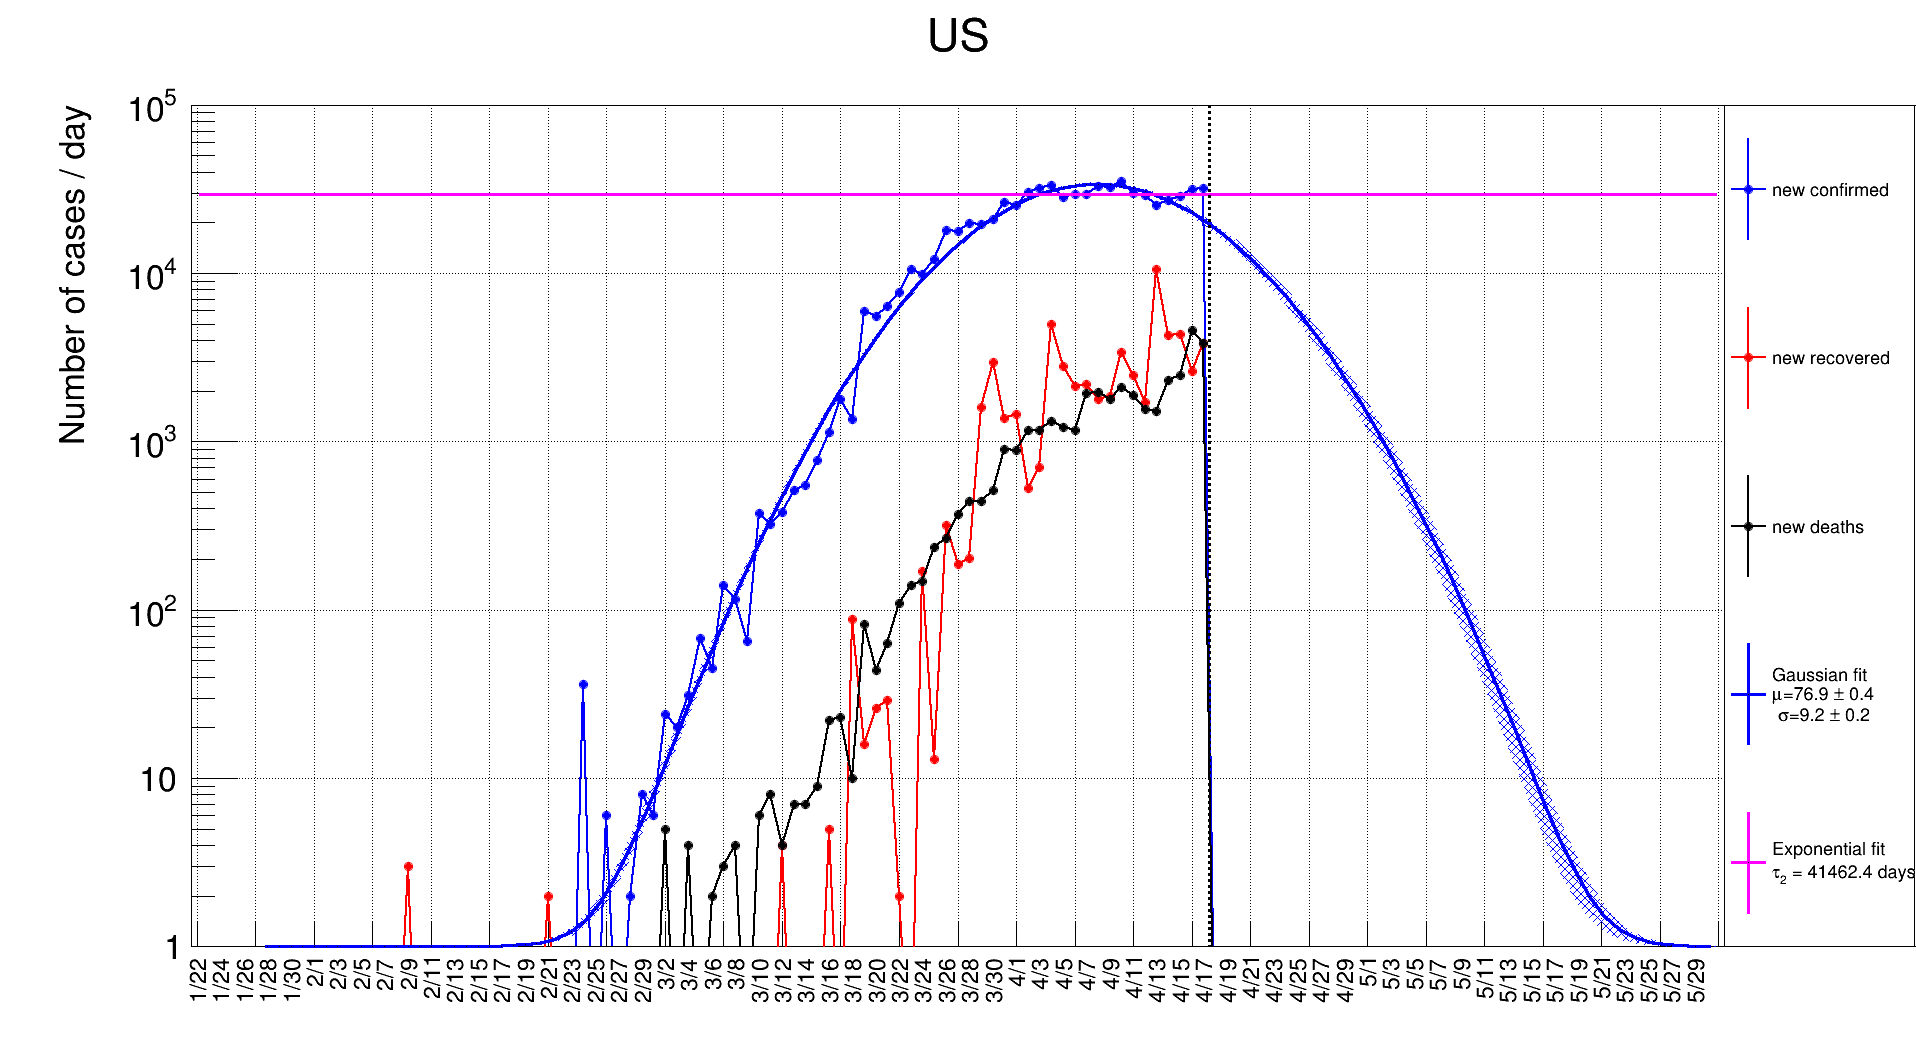 US
Number of cases / day
10^5
10^4
10^3
10^2
10
1
1/22 1/24 1/26 1/28 1/30 2/1 2/3 2/5 2/7 2/9 2/11 2/13 2/15 2/17 2/19 2/21 2/23 2/25 2/27 2/29 3/2 3/4 3/6 3/8 3/10 3/12 3/14 3/16 3/18 3/20 3/22 3/24 3/26 3/28 3/30 4/1 4/3 4/5 4/7 4/9 4/11 4/13 4/15 4/17 4/19 4/21 4/23 4/25 4/27 4/29 5/1 5/3 5/5 5/7 5/9 5/11 5/13 5/15 5/17 5/19 5/21 5/23 5/25 5/27 5/29
new confirmed
new recovered
new deaths
Gaussian fit
μ=76.9 ± 0.4
σ=9.2 ± 0.2
Exponential fit
τ₂ = 41462.4 days